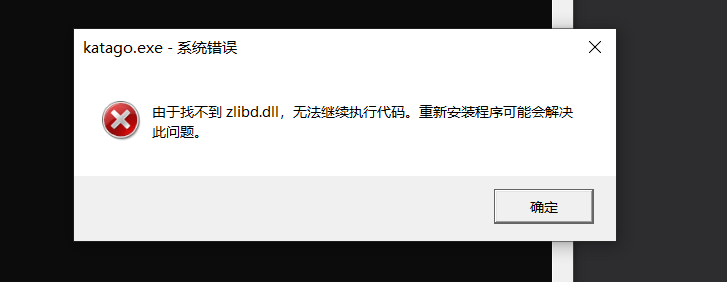 katago.exe - 系统错误
由于找不到 zlibd.dll，无法继续执行代码。重新安装程序可能会解决
此问题。
确定